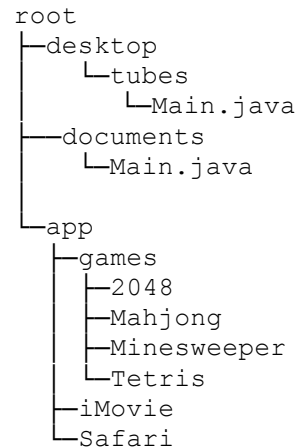 root
├─desktop
│   └─tubes
│      └─Main.java
├──documents
│   └─Main.java
│
└─app
  ├─games
  │ ├─2048
  │ ├─Mahjong
  │ ├─Minesweeper
  │ └─Tetris
  ├─iMovie
  └─Safari